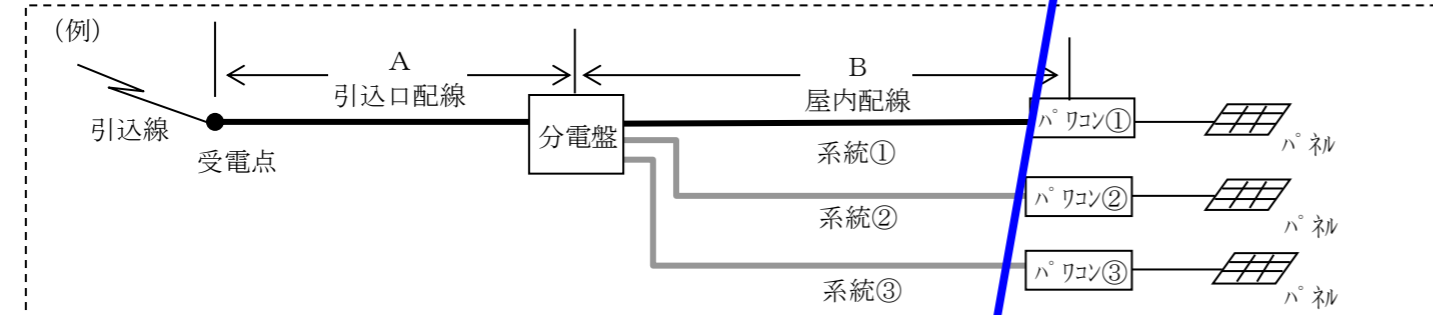 (例)
A
引込口配線
B
屋内配線
引込線
受電点
分電盤
系統①
パワコン①
パネル
系統②
パワコン②
パネル
系統③
パワコン③
パネル